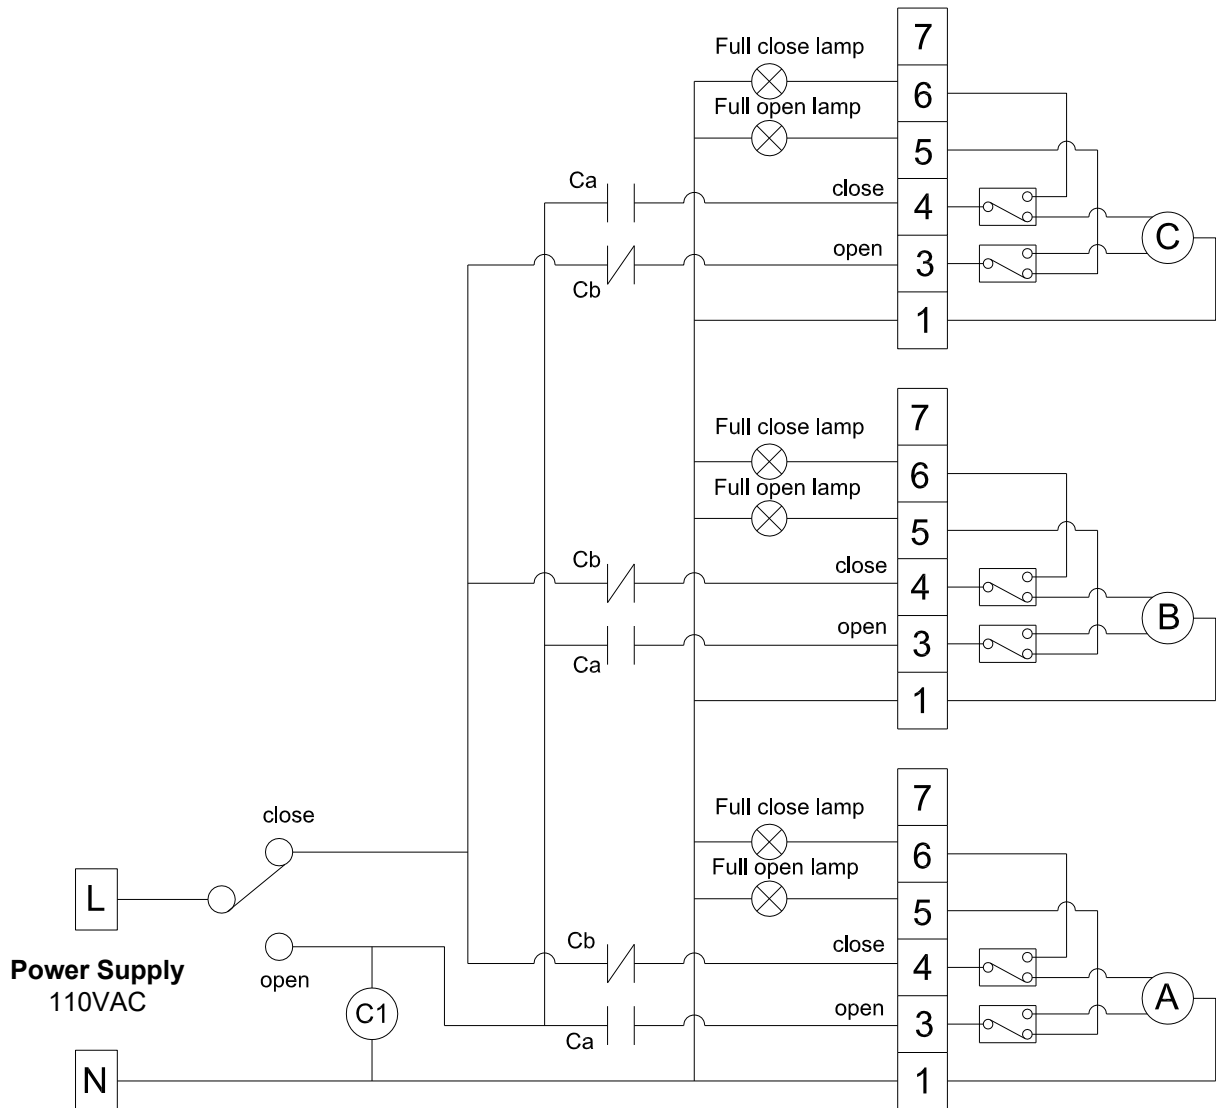 7
Full close lamp
6
Full open lamp
5
Ca
close
4
C
open
3
Cb
1
7
Full close lamp
6
Full open lamp
5
Cb
close
4
B
open
3
Ca
1
7
Full close lamp
close
6
Full open lamp
L
5
Cb
close
4
Power Supply
open
110VAC
A
C1
open
3
Ca
N
1